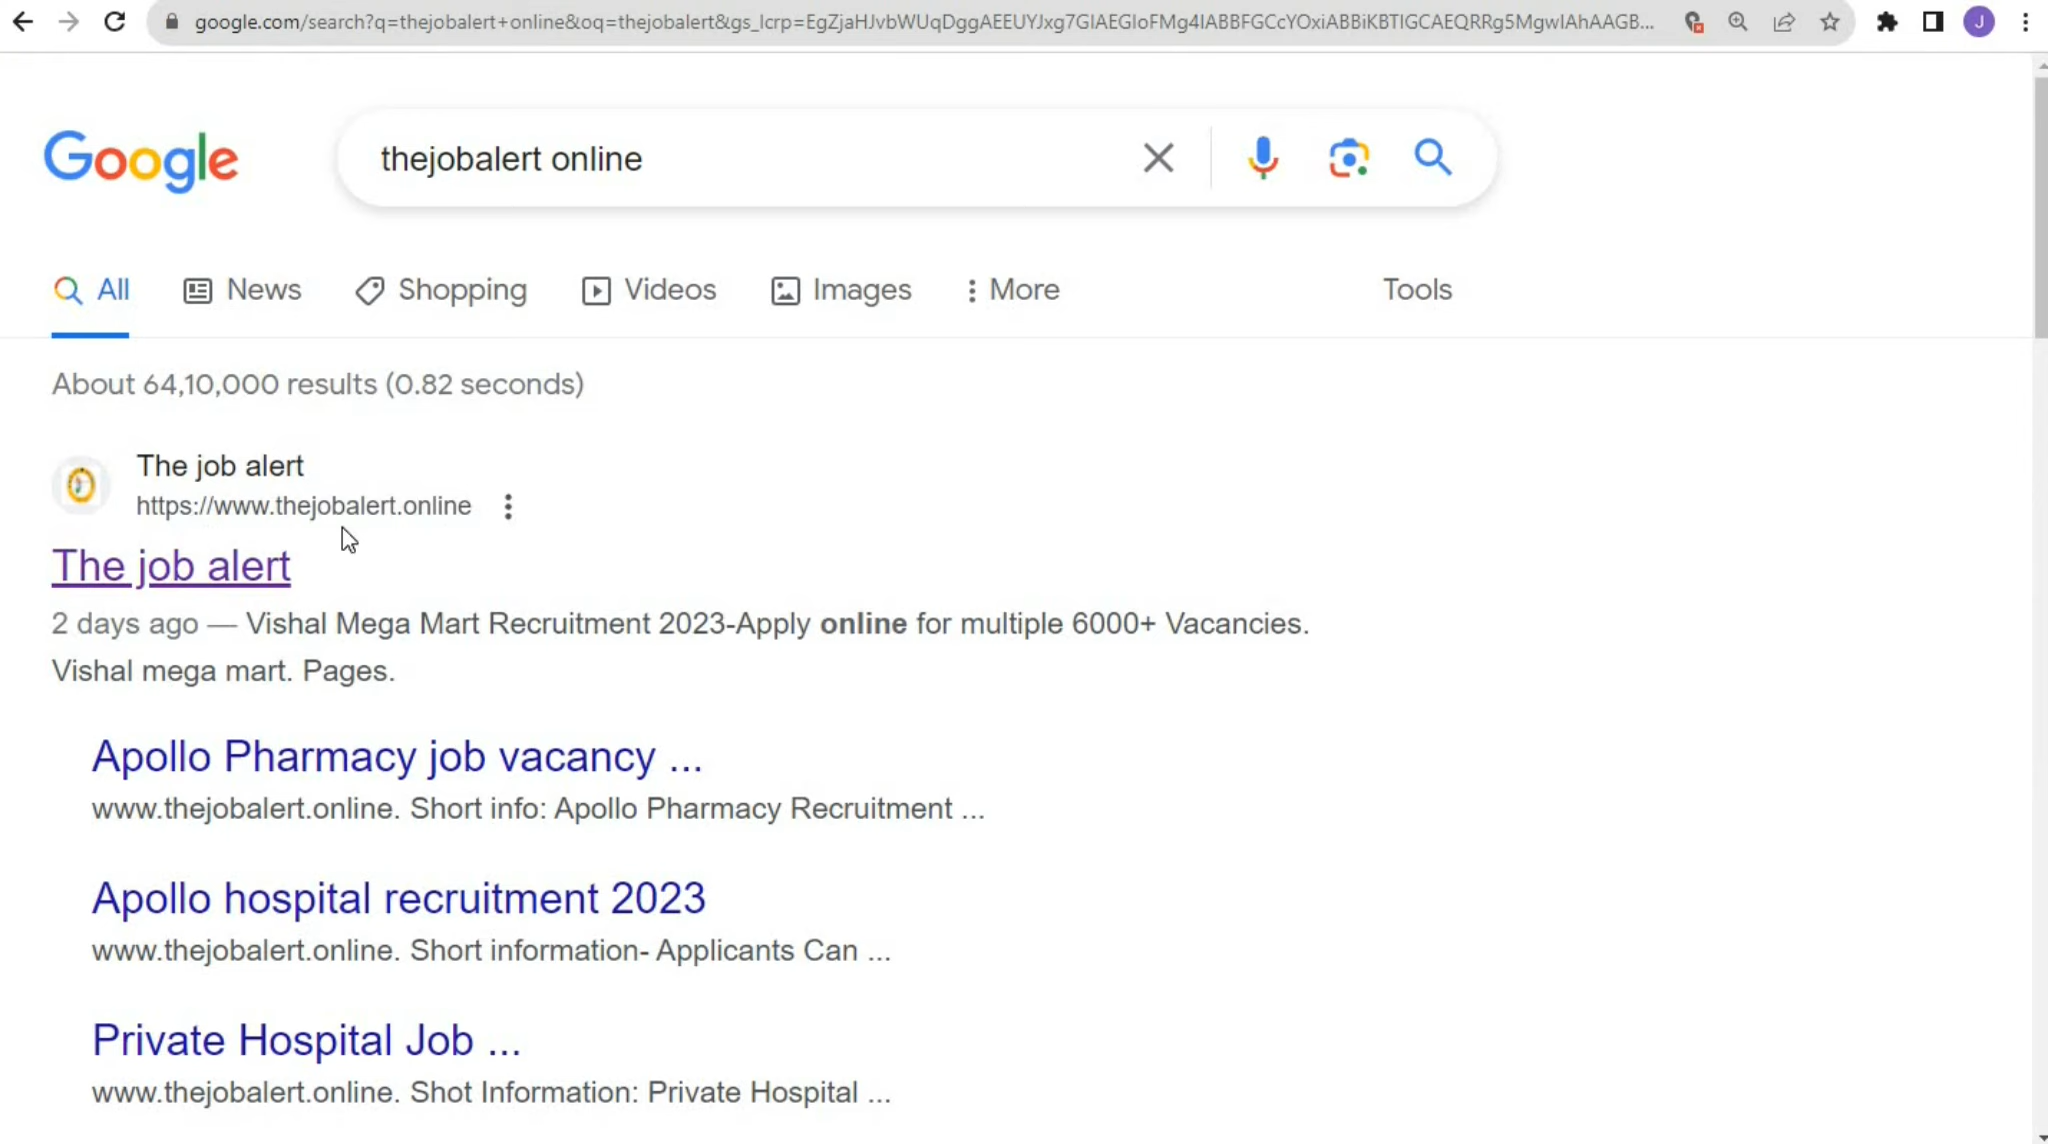 google.com/search?q=thejobalert+online&oq=thejobalert&gs_lcrp=EgZjaHJvbWUqDggAEEUYJxg7GIAEGIoFMg4IABBFGCcYOxiABBiKBTIGCAEQRRg5MgwIAhAAGB...
J
Google
thejobalert online
All
News
Shopping
Videos
Images
More
Tools
About 64,10,000 results (0.82 seconds)
The job alert
https://www.thejobalert.online
The job alert
2 days ago — Vishal Mega Mart Recruitment 2023-Apply online for multiple 6000+ Vacancies.
Vishal mega mart. Pages.
Apollo Pharmacy job vacancy ...
www.thejobalert.online. Short info: Apollo Pharmacy Recruitment ...
Apollo hospital recruitment 2023
www.thejobalert.online. Short information- Applicants Can ...
Private Hospital Job ...
www.thejobalert.online. Shot Information: Private Hospital ...